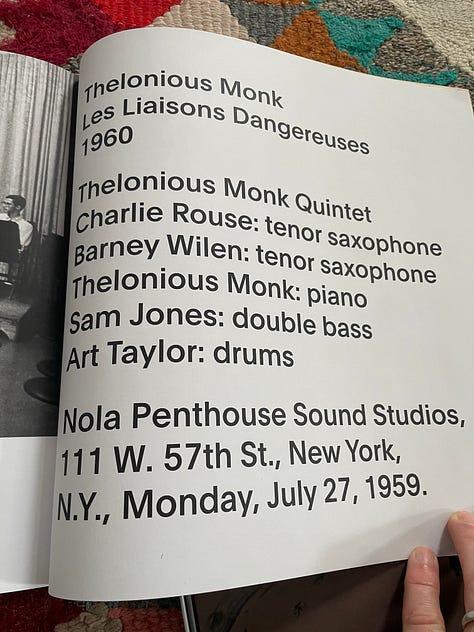 Thelonious Monk
Les Liaisons Dangereuses
1960
Thelonious Monk Quintet
Charlie Rouse: tenor saxophone
Barney Wilen: tenor saxophone
Thelonious Monk: piano
Sam Jones: double bass
Art Taylor: drums
Nola Penthouse Sound Studios,
111 W. 57th St., New York,
N.Y., Monday, July 27, 1959.